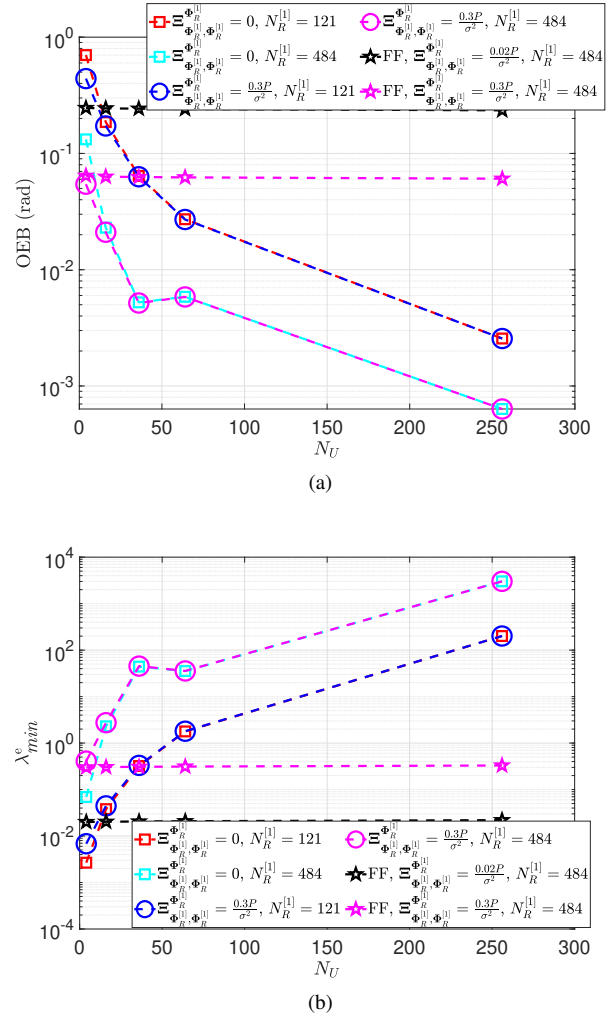 Ξ^{Φ_R^{[1]}}_{Φ_R^{[1]},Φ_R^{[1]}} = 0, N_R^{[1]} = 121
Ξ^{Φ_R^{[1]}}_{Φ_R^{[1]},Φ_R^{[1]}} = 0, N_R^{[1]} = 484
Ξ^{Φ_R^{[1]}}_{Φ_R^{[1]},Φ_R^{[1]}} = 0.3P/σ², N_R^{[1]} = 121
Ξ^{Φ_R^{[1]}}_{Φ_R^{[1]},Φ_R^{[1]}} = 0.3P/σ², N_R^{[1]} = 484
FF, Ξ^{Φ_R^{[1]}}_{Φ_R^{[1]},Φ_R^{[1]}} = 0.02P/σ², N_R^{[1]} = 484
FF, Ξ^{Φ_R^{[1]}}_{Φ_R^{[1]},Φ_R^{[1]}} = 0.3P/σ², N_R^{[1]} = 484
OEB (rad)
10^0
10^{-1}
10^{-2}
10^{-3}
0 50 100 150 200 250 300
N_U
(a)
λ^e_{min}
10^4
10^2
10^0
10^{-2}
10^{-4}
Ξ^{Φ_R^{[1]}}_{Φ_R^{[1]},Φ_R^{[1]}} = 0, N_R^{[1]} = 121
Ξ^{Φ_R^{[1]}}_{Φ_R^{[1]},Φ_R^{[1]}} = 0, N_R^{[1]} = 484
Ξ^{Φ_R^{[1]}}_{Φ_R^{[1]},Φ_R^{[1]}} = 0.3P/σ², N_R^{[1]} = 121
Ξ^{Φ_R^{[1]}}_{Φ_R^{[1]},Φ_R^{[1]}} = 0.3P/σ², N_R^{[1]} = 484
FF, Ξ^{Φ_R^{[1]}}_{Φ_R^{[1]},Φ_R^{[1]}} = 0.02P/σ², N_R^{[1]} = 484
FF, Ξ^{Φ_R^{[1]}}_{Φ_R^{[1]},Φ_R^{[1]}} = 0.3P/σ², N_R^{[1]} = 484
0 50 100 150 200 250 300
N_U
(b)